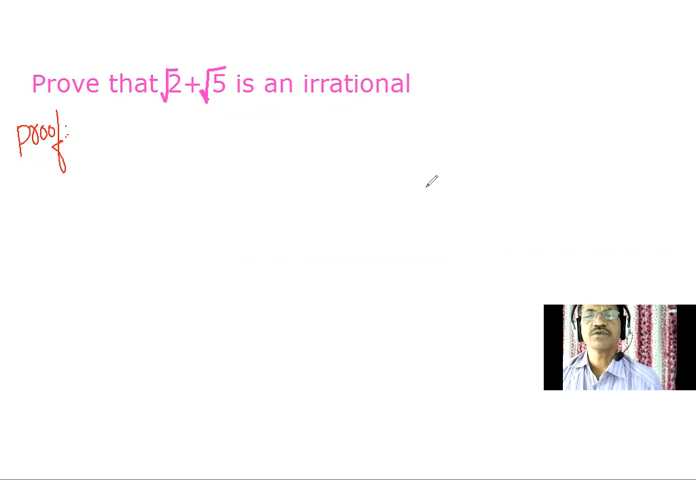 Prove that √2+√5 is an irrational
Proof: